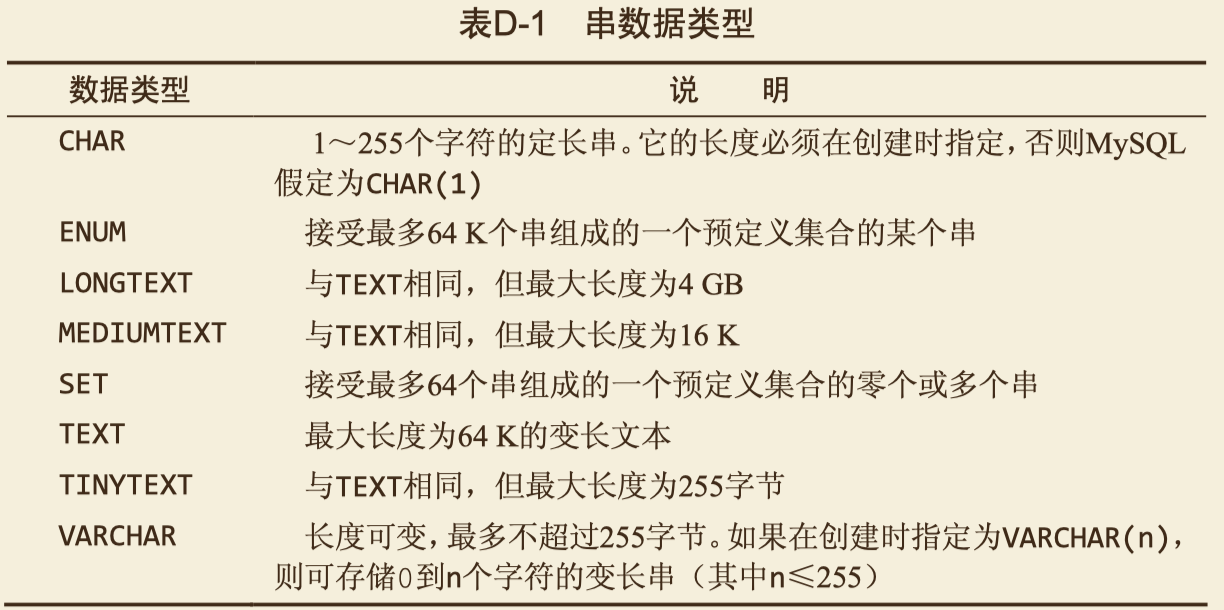 表D-1 串数据类型
数据类型 说 明
CHAR 1～255个字符的定长串。它的长度必须在创建时指定，否则MySQL
假定为CHAR(1)
ENUM 接受最多64 K个串组成的一个预定义集合的某个串
LONGTEXT 与TEXT相同，但最大长度为4 GB
MEDIUMTEXT 与TEXT相同，但最大长度为16 K
SET 接受最多64个串组成的一个预定义集合的零个或多个串
TEXT 最大长度为64 K的变长文本
TINYTEXT 与TEXT相同，但最大长度为255字节
VARCHAR 长度可变，最多不超过255字节。如果在创建时指定为VARCHAR(n)，
则可存储0到n个字符的变长串（其中n≤255）